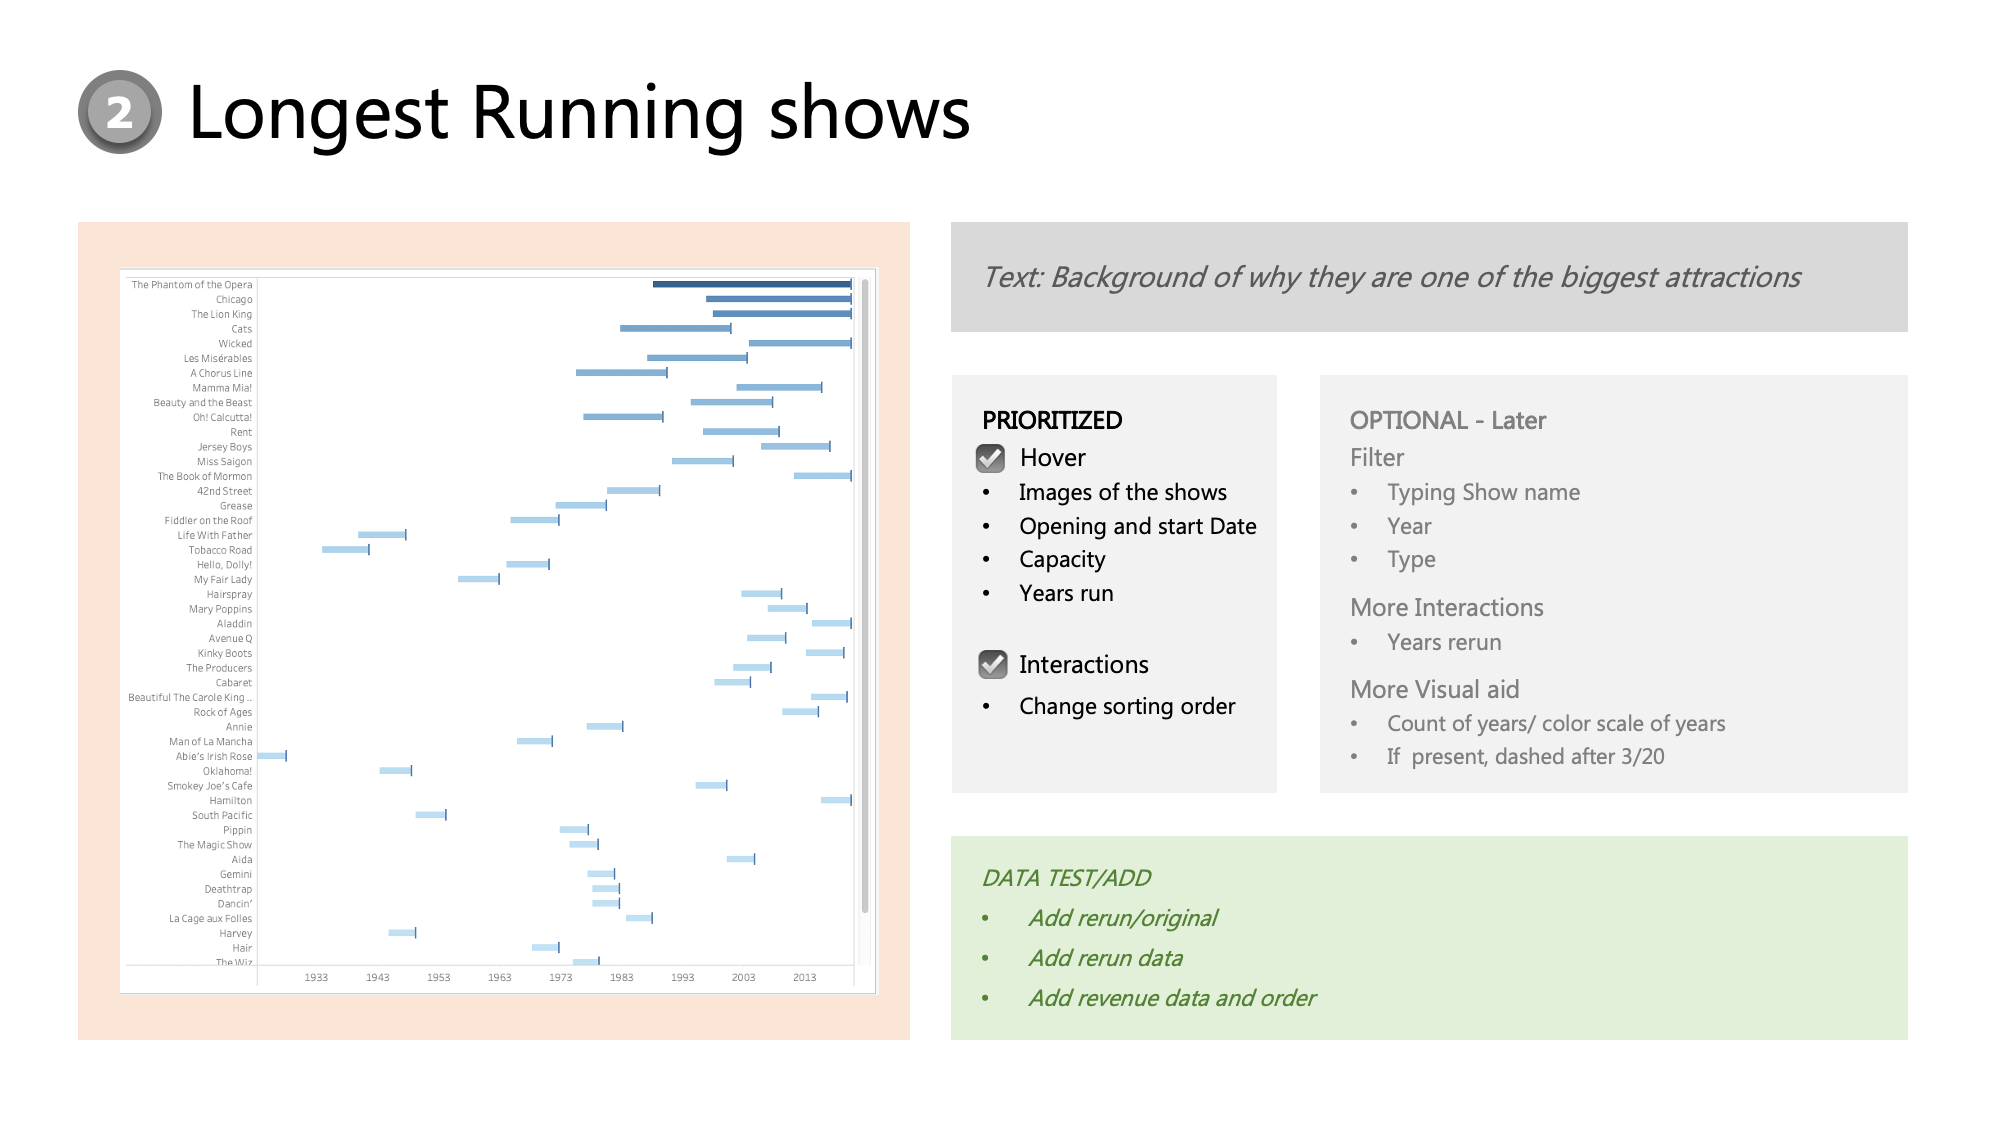 2
Longest Running shows
The Phantom of the Opera
Chicago
The Lion King
Cats
Wicked
Les Misérables
A Chorus Line
Mamma Mia!
Beauty and the Beast
Oh! Calcutta!
Rent
Jersey Boys
Miss Saigon
The Book of Mormon
42nd Street
Grease
Fiddler on the Roof
Life With Father
Tobacco Road
Hello, Dolly!
My Fair Lady
Hairspray
Mary Poppins
Aladdin
Avenue Q
Kinky Boots
The Producers
Cabaret
Beautiful The Carole King ..
Rock of Ages
Annie
Man of La Mancha
Abie's Irish Rose
Oklahoma!
Smokey Joe's Cafe
Hamilton
South Pacific
Pippin
The Magic Show
Aida
Gemini
Deathtrap
Dancin'
La Cage aux Folles
Harvey
Hair
The Wiz
1933 1943 1953 1963 1973 1983 1993 2003 2013
Text: Background of why they are one of the biggest attractions
PRIORITIZED
Hover
• Images of the shows
• Opening and start Date
• Capacity
• Years run
Interactions
• Change sorting order
OPTIONAL - Later
Filter
• Typing Show name
• Year
• Type
More Interactions
• Years rerun
More Visual aid
• Count of years/ color scale of years
• If  present, dashed after 3/20
DATA TEST/ADD
• Add rerun/original
• Add rerun data
• Add revenue data and order